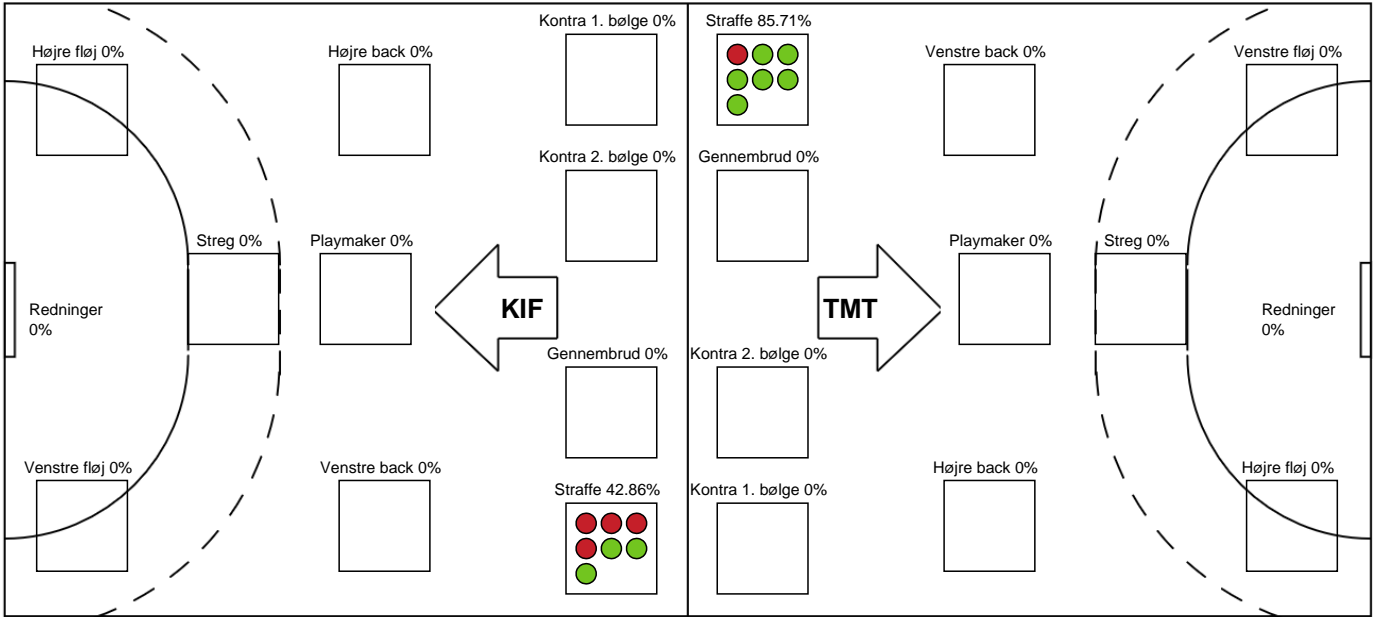 Kontra 1. bølge 0%
Straffe 85.71%
Højre fløj 0%
Højre back 0%
Venstre back 0%
Venstre fløj 0%
Kontra 2. bølge 0%
Gennembrud 0%
Streg 0%
Playmaker 0%
Playmaker 0%
Streg 0%
Redninger
0%
KIF
TMT
Redninger
0%
Gennembrud 0%
Kontra 2. bølge 0%
Venstre fløj 0%
Venstre back 0%
Højre back 0%
Højre fløj 0%
Straffe 42.86%
Kontra 1. bølge 0%